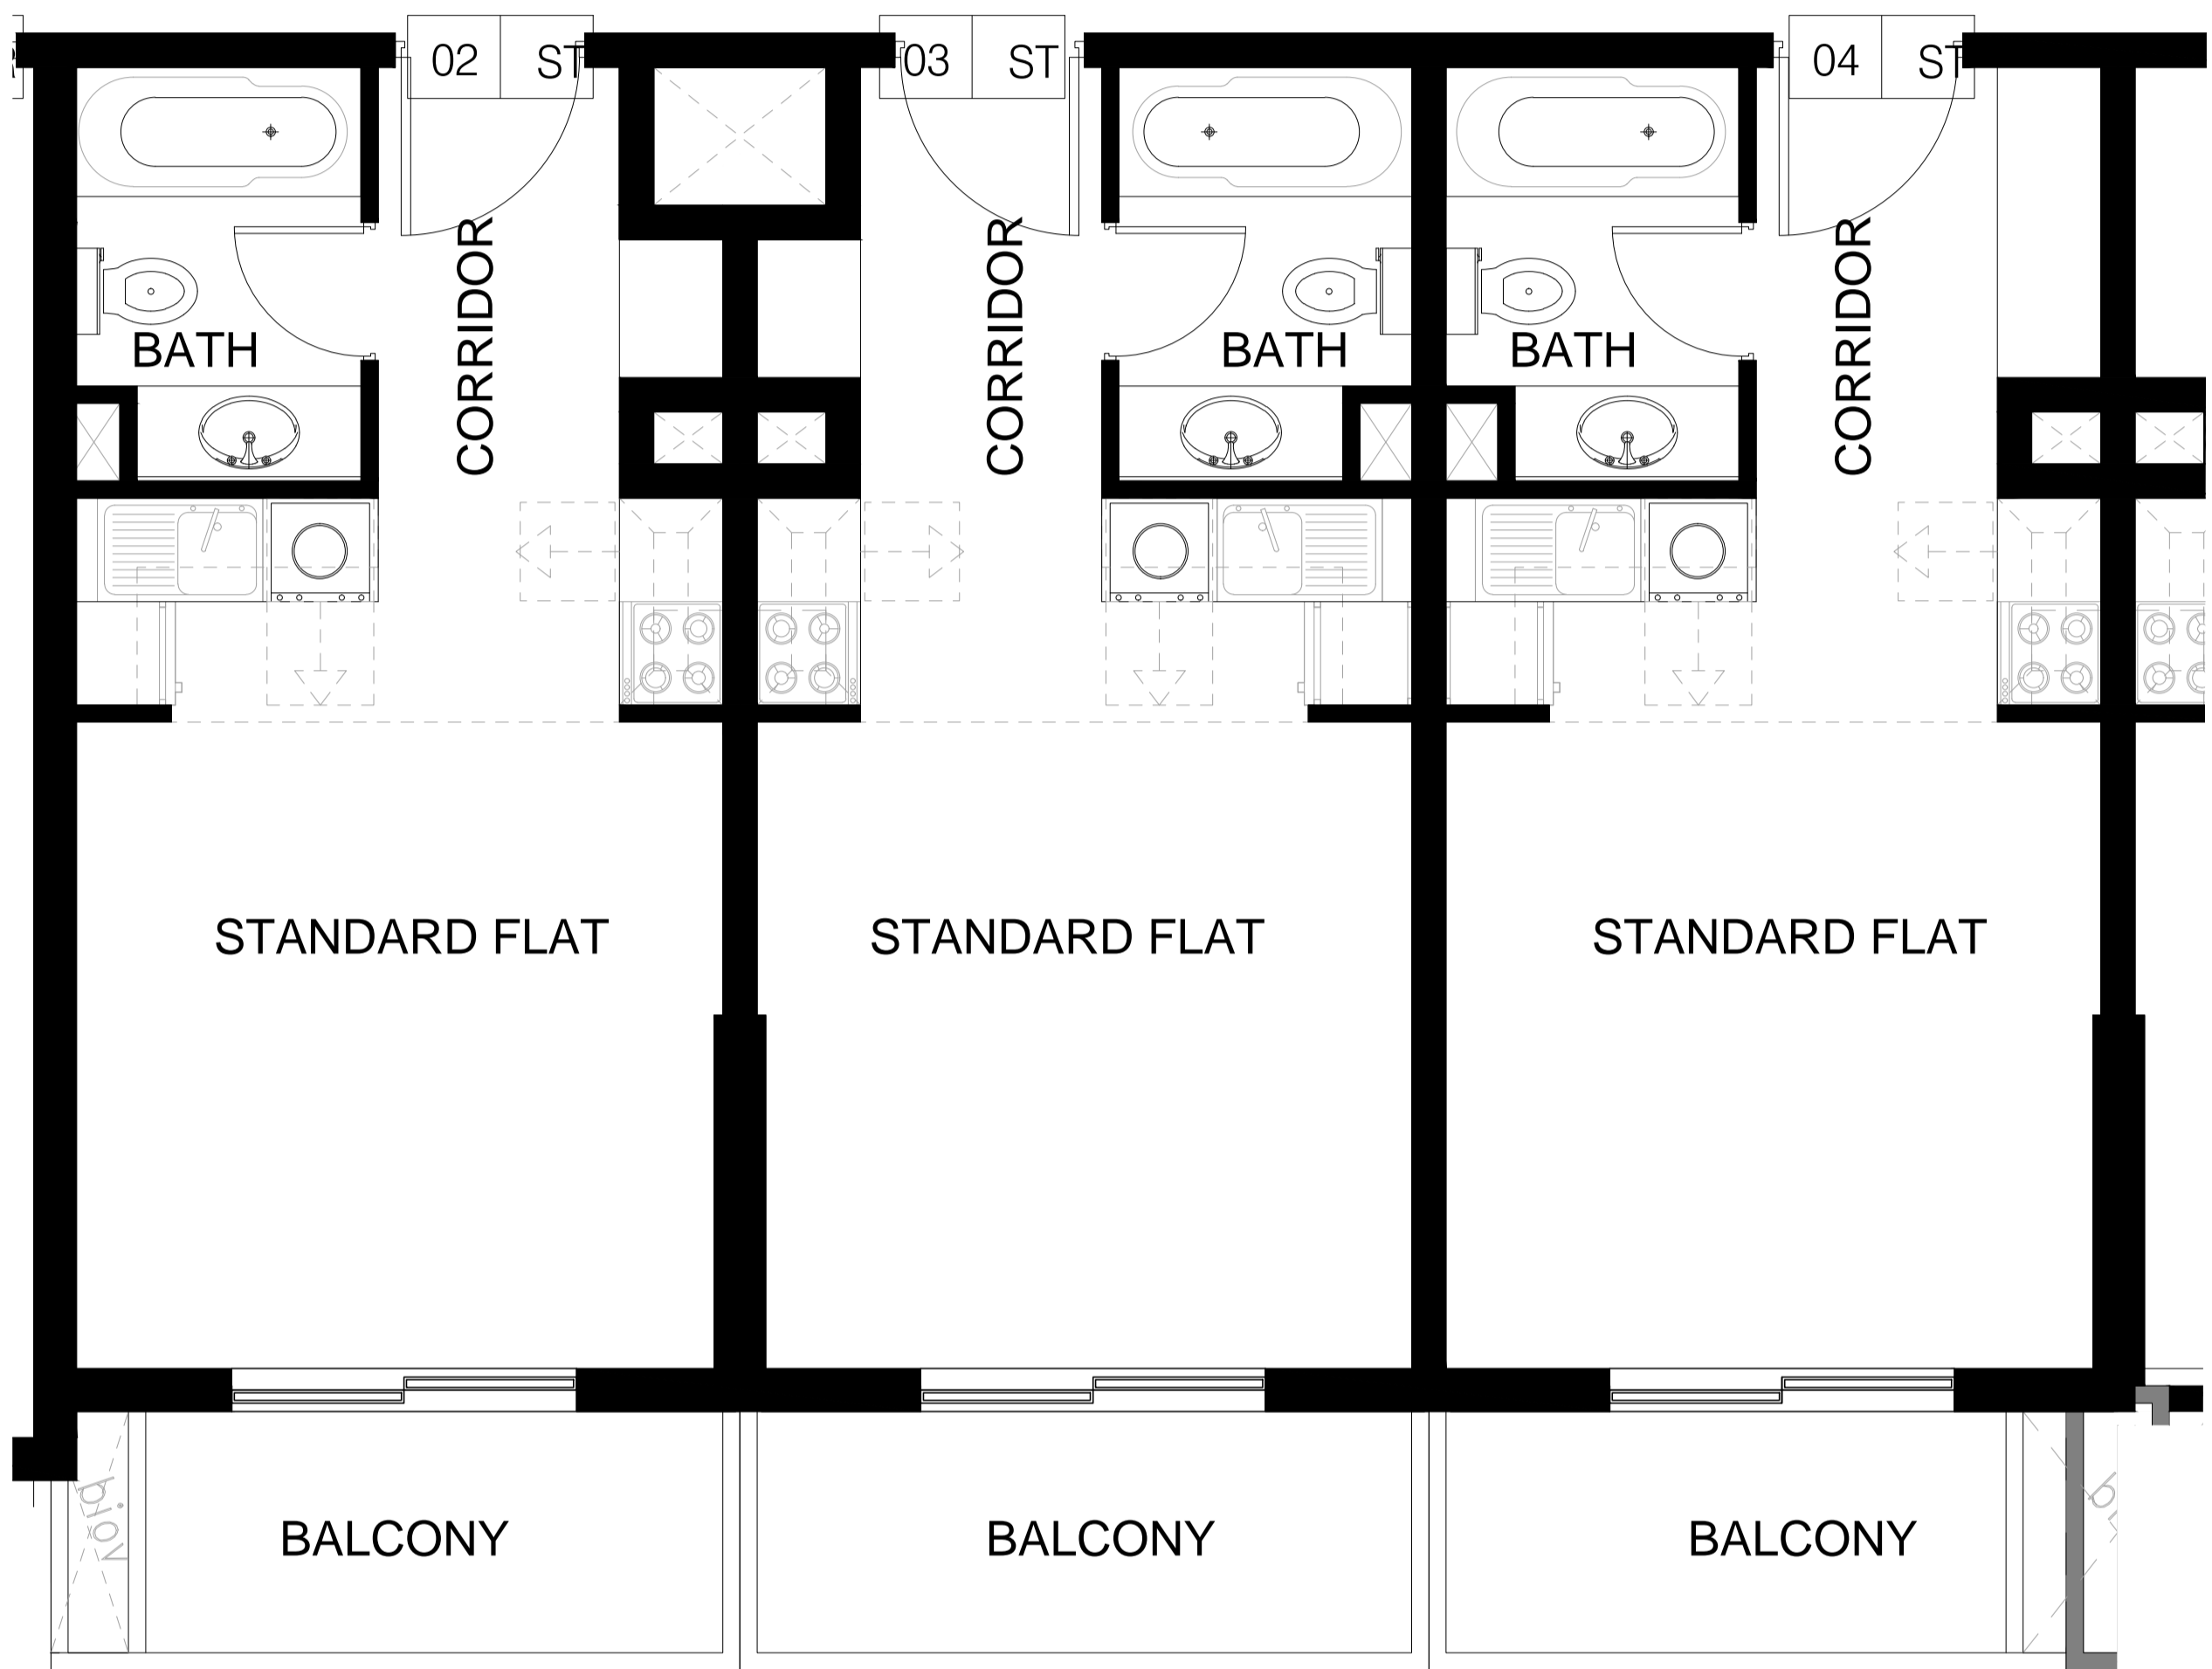 02 ST
03 ST
04 ST
CORRIDOR
CORRIDOR
CORRIDOR
BATH
BATH
BATH
STANDARD FLAT
STANDARD FLAT
STANDARD FLAT
BALCONY
BALCONY
BALCONY